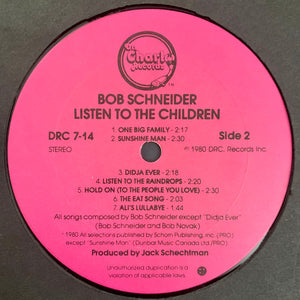 Dr.
Charlie
Records
TM
BOB SCHNEIDER
LISTEN TO THE CHILDREN
DRC 7-14
STEREO
1 ONE BIG FAMILY - 2:17
2 SUNSHINE MAN - 2:30
Side 2
℗ 1980 DRC, Records Inc.
3 DIDJA EVER - 2:18
4 LISTEN TO THE RAINDROPS - 2:20
5 HOLD ON (TO THE PEOPLE YOU LOVE) - 2:30
6 THE EAT SONG - 2:20
7 ALI'S LULLABYE - 1:44
All songs composed by Bob Schneider except "Didja Ever"
(Bob Schneider and Bob Novak)
1980 All selections published by Schom Publishing, Inc. (PRO)
except "Sunshine Man" (Dunbar Music Canada Ltd./PRO)
Produced by Jack Schechtman
Unauthorized duplication is a
violation of applicable laws.